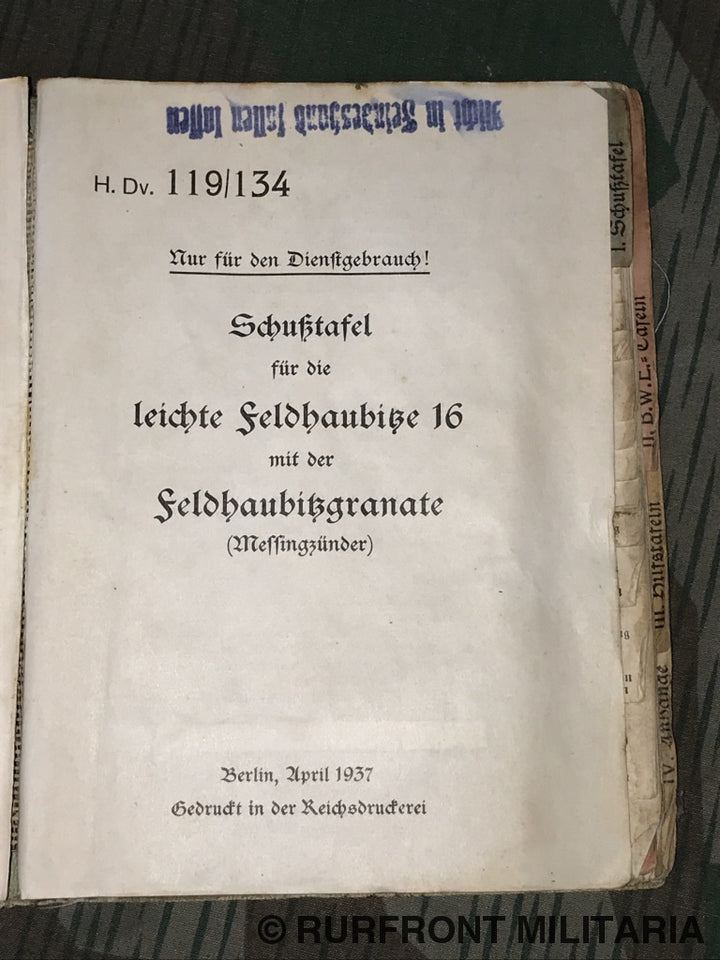 Nicht in Feindeshand fallen lassen
H. Dv. 119/134
Nur für den Dienstgebrauch!
Schußtafel
für die
leichte Feldhaubitze 16
mit der
Feldhaubitzgranate
(Messingzünder)
Berlin, April 1937
Gedruckt in der Reichsdruckerei
I. Schußtafel
II. B.W.E.=Tafeln
III. Hilfstafeln
IV. Anhänge
© RURFRONT MILITARIA